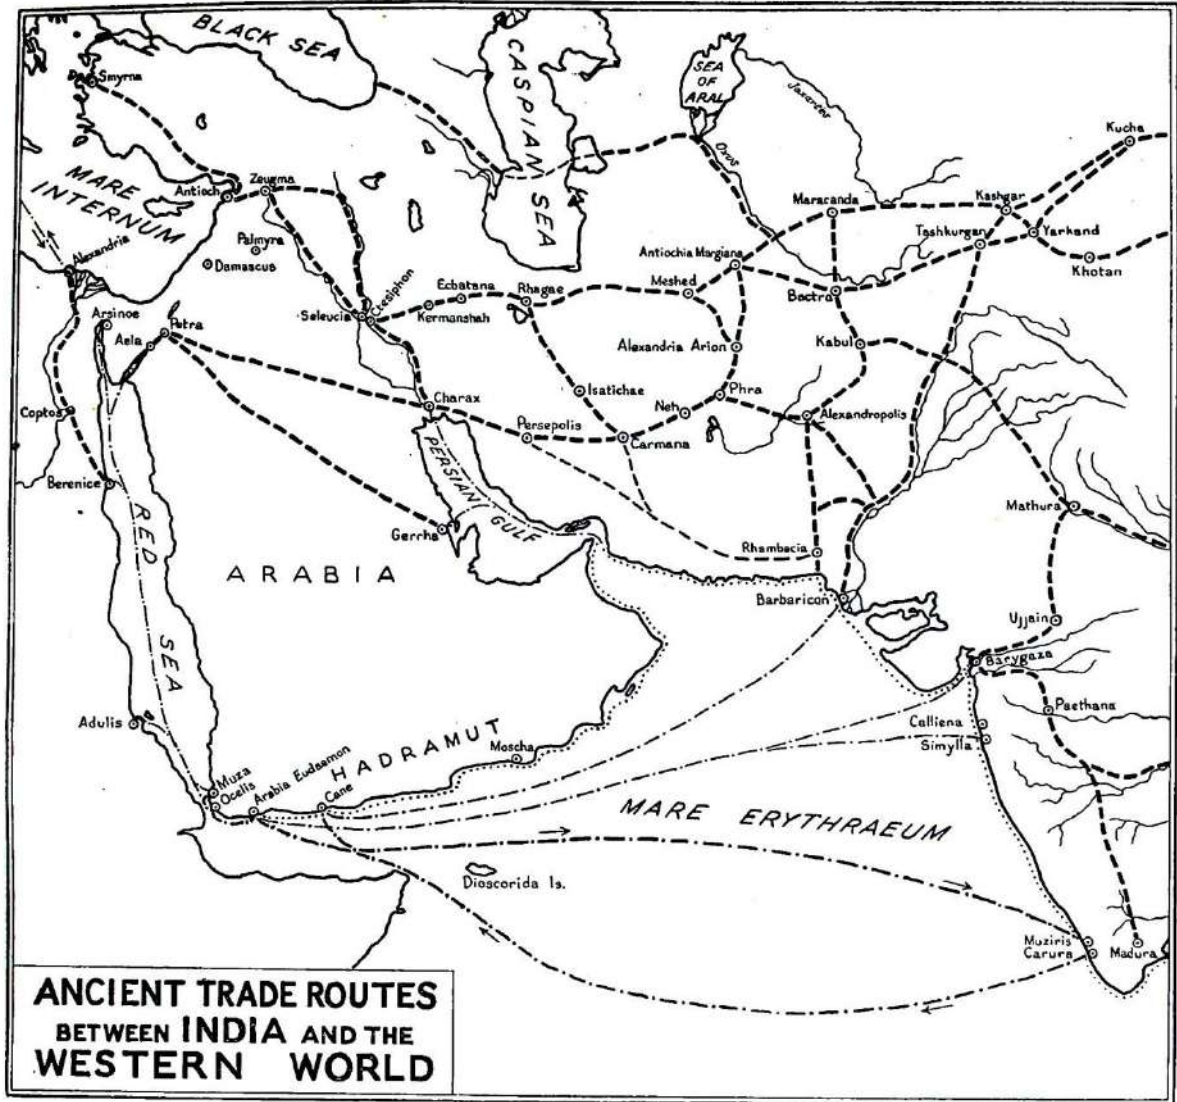 BLACK SEA
CASPIAN SEA
SEA
OF
ARAL
Jaxartes
Oxus
Kucha
Smyrna
MARE
INTERNUM
Antioch
Zeugma
Maracanda
Kashgar
Tashkurgan
Yarkand
Khotan
Alexandria
Palmyra
Damascus
Antiochia Margiana
Meshed
Bactra
Ctesiphon
Seleucia
Ecbatana
Kermanshah
Rhagae
Arsinoe
Aela
Petra
Alexandria Arion
Kabul
Isatichae
Phra
Neh
Alexandropolis
Coptos
Charax
Persepolis
Carmana
Berenice
PERSIAN GULF
Gerrha
Mathura
RED SEA
ARABIA
Rhambacia
Barbaricon
Ujjain
Barygaza
Paethana
Calliena
Simylla
Adulis
HADRAMUT
Moscha
Muza
Ocelis
Arabia Eudaemon
Cane
MARE ERYTHRAEUM
Dioscorida Is.
Muziris
Carura
Madura
ANCIENT TRADE ROUTES
BETWEEN INDIA AND THE
WESTERN WORLD